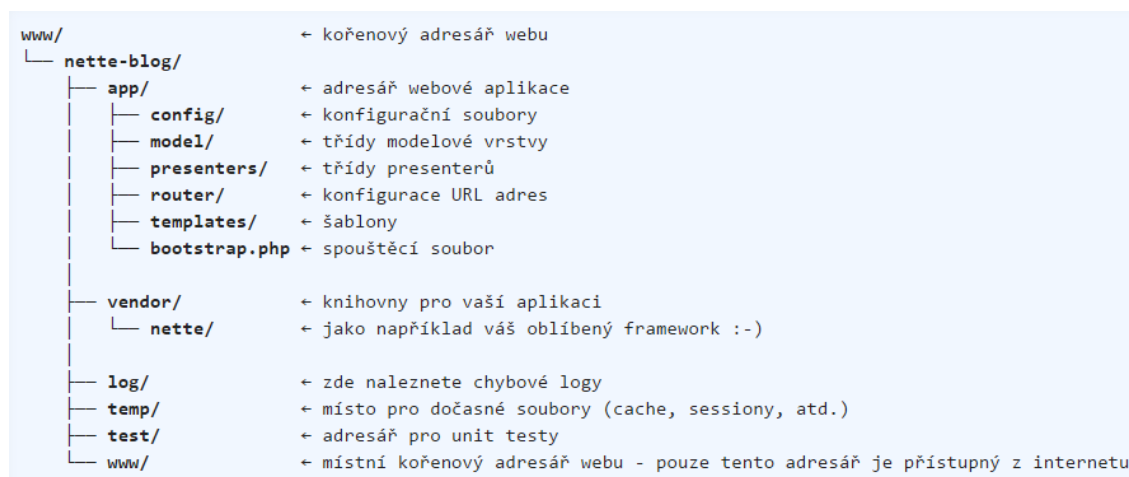 www/ ← kořenový adresář webu
└── nette-blog/
    ├── app/ ← adresář webové aplikace
    │   ├── config/ ← konfigurační soubory
    │   ├── model/ ← třídy modelové vrstvy
    │   ├── presenters/ ← třídy presenterů
    │   ├── router/ ← konfigurace URL adres
    │   ├── templates/ ← šablony
    │   └── bootstrap.php ← spouštěcí soubor
    │
    ├── vendor/ ← knihovny pro vaší aplikaci
    │   └── nette/ ← jako například váš oblíbený framework :-)
    │
    ├── log/ ← zde naleznete chybové logy
    ├── temp/ ← místo pro dočasné soubory (cache, sessiony, atd.)
    ├── test/ ← adresář pro unit testy
    └── www/ ← místní kořenový adresář webu - pouze tento adresář je přístupný z internetu